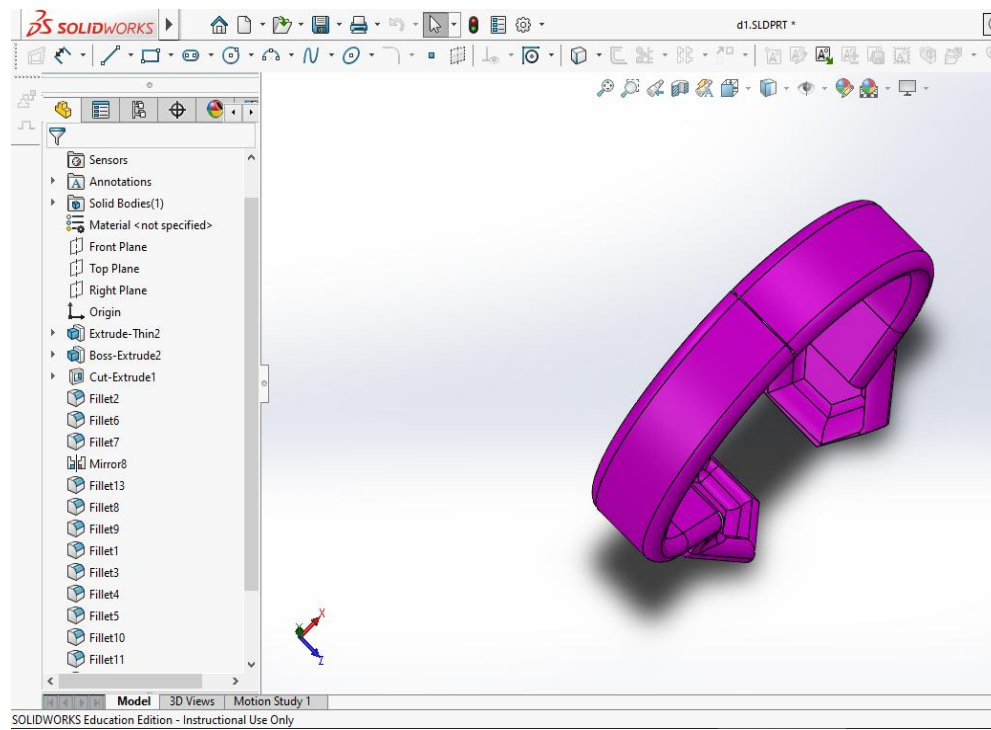 SOLIDWORKS
d1.SLDPRT *
Sensors
Annotations
Solid Bodies(1)
Material <not specified>
Front Plane
Top Plane
Right Plane
Origin
Extrude-Thin2
Boss-Extrude2
Cut-Extrude1
Fillet2
Fillet6
Fillet7
Mirror8
Fillet13
Fillet8
Fillet9
Fillet1
Fillet3
Fillet4
Fillet5
Fillet10
Fillet11
X
Z
Model 3D Views Motion Study 1
SOLIDWORKS Education Edition - Instructional Use Only